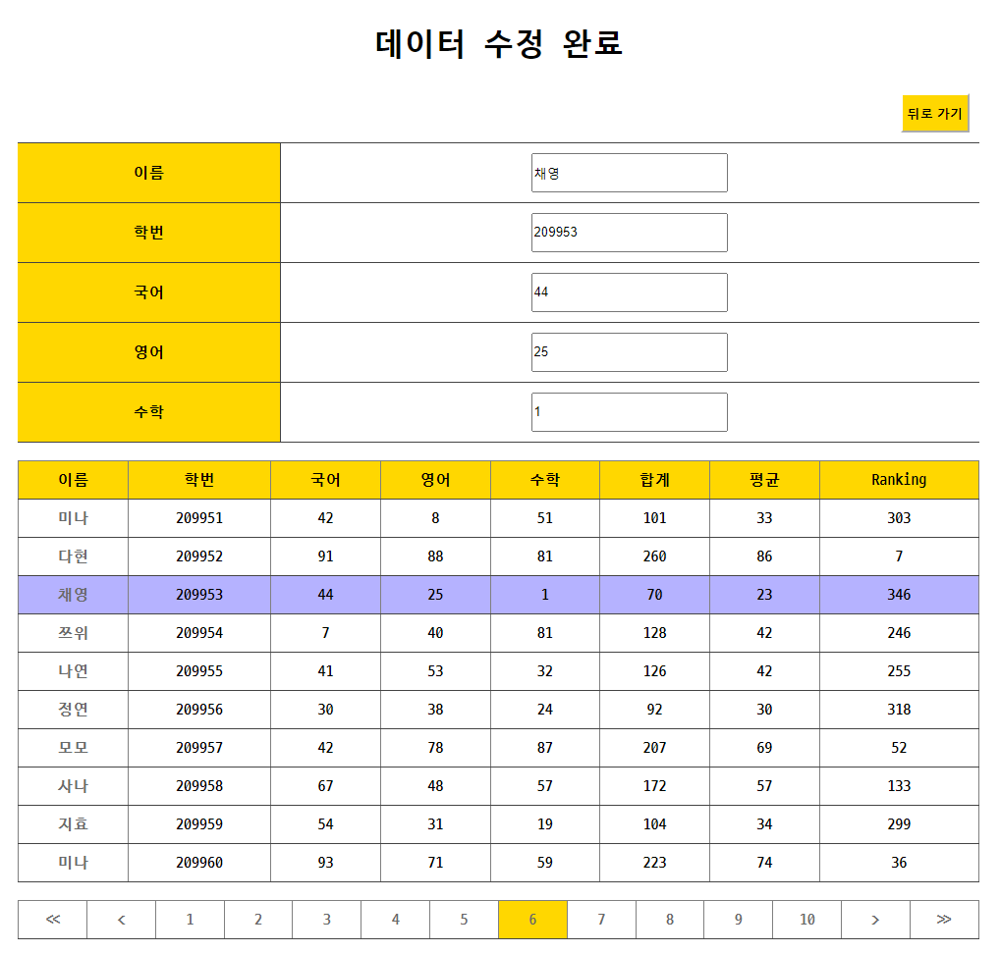 데이터 수정 완료
뒤로 가기
이름 채영
학번 209953
국어 44
영어 25
수학 1
이름 학번 국어 영어 수학 합계 평균 Ranking
미나 209951 42 8 51 101 33 303
다현 209952 91 88 81 260 86 7
채영 209953 44 25 1 70 23 346
쯔위 209954 7 40 81 128 42 246
나연 209955 41 53 32 126 42 255
정연 209956 30 38 24 92 30 318
모모 209957 42 78 87 207 69 52
사나 209958 67 48 57 172 57 133
지효 209959 54 31 19 104 34 299
미나 209960 93 71 59 223 74 36
<< < 1 2 3 4 5 6 7 8 9 10 > >>